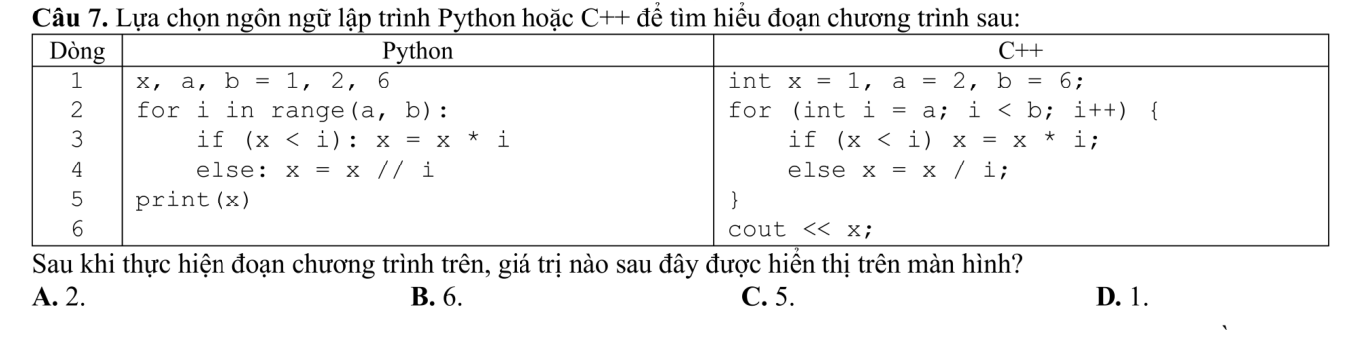 Câu 7. Lựa chọn ngôn ngữ lập trình Python hoặc C++ để tìm hiểu đoạn chương trình sau:
Dòng Python C++
1 x, a, b = 1, 2, 6 int x = 1, a = 2, b = 6;
2 for i in range(a, b): for (int i = a; i < b; i++) {
3 if (x < i): x = x * i if (x < i) x = x * i;
4 else: x = x // i else x = x / i;
5 print(x) }
6 cout << x;
Sau khi thực hiện đoạn chương trình trên, giá trị nào sau đây được hiển thị trên màn hình?
A. 2. B. 6. C. 5. D. 1.